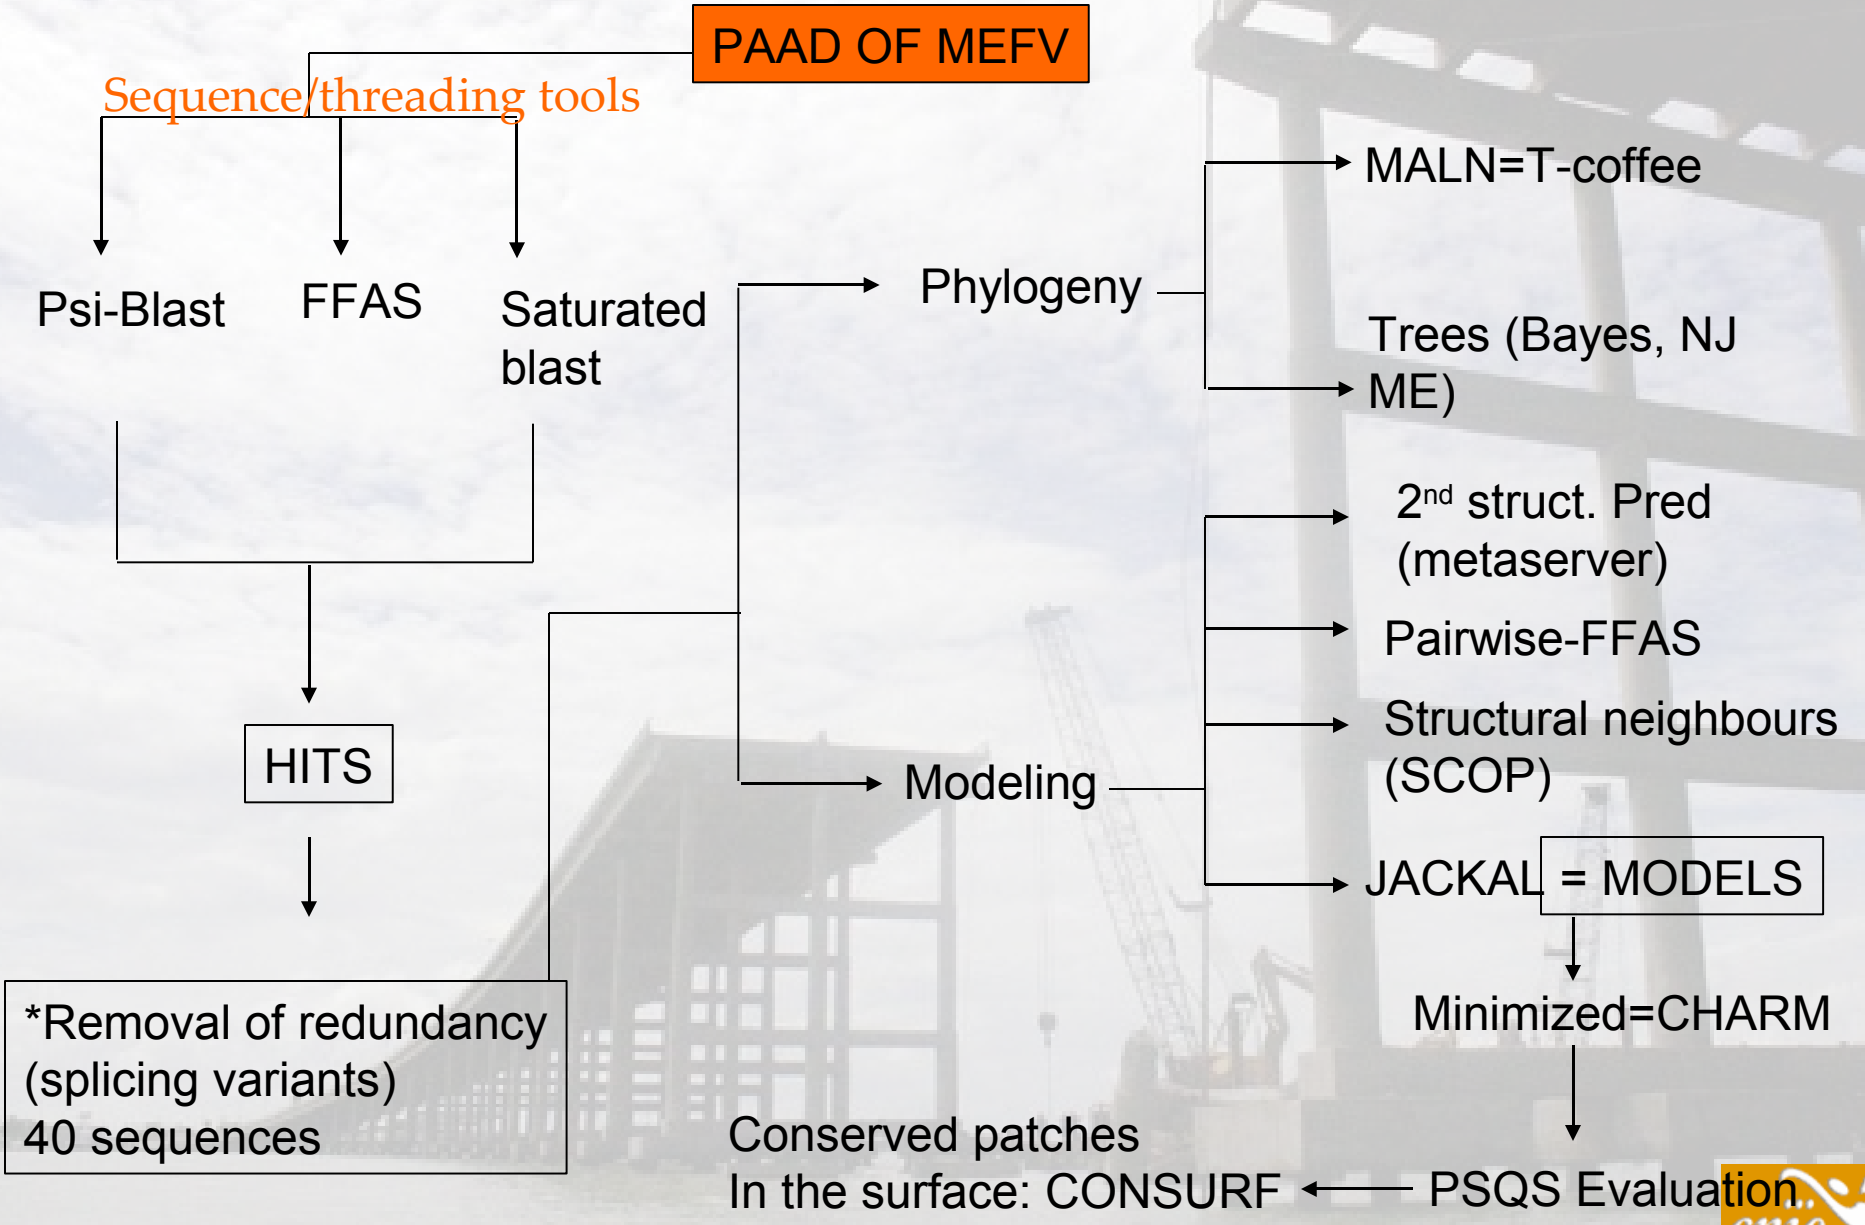 PAAD OF MEFV
Sequence/threading tools
Psi-Blast
FFAS
Saturated
blast
HITS
*Removal of redundancy
(splicing variants)
40 sequences
Phylogeny
MALN=T-coffee
Trees (Bayes, NJ
ME)
Modeling
2nd struct. Pred
(metaserver)
Pairwise-FFAS
Structural neighbours
(SCOP)
JACKAL = MODELS
Minimized=CHARM
PSQS Evaluation
Conserved patches
In the surface: CONSURF